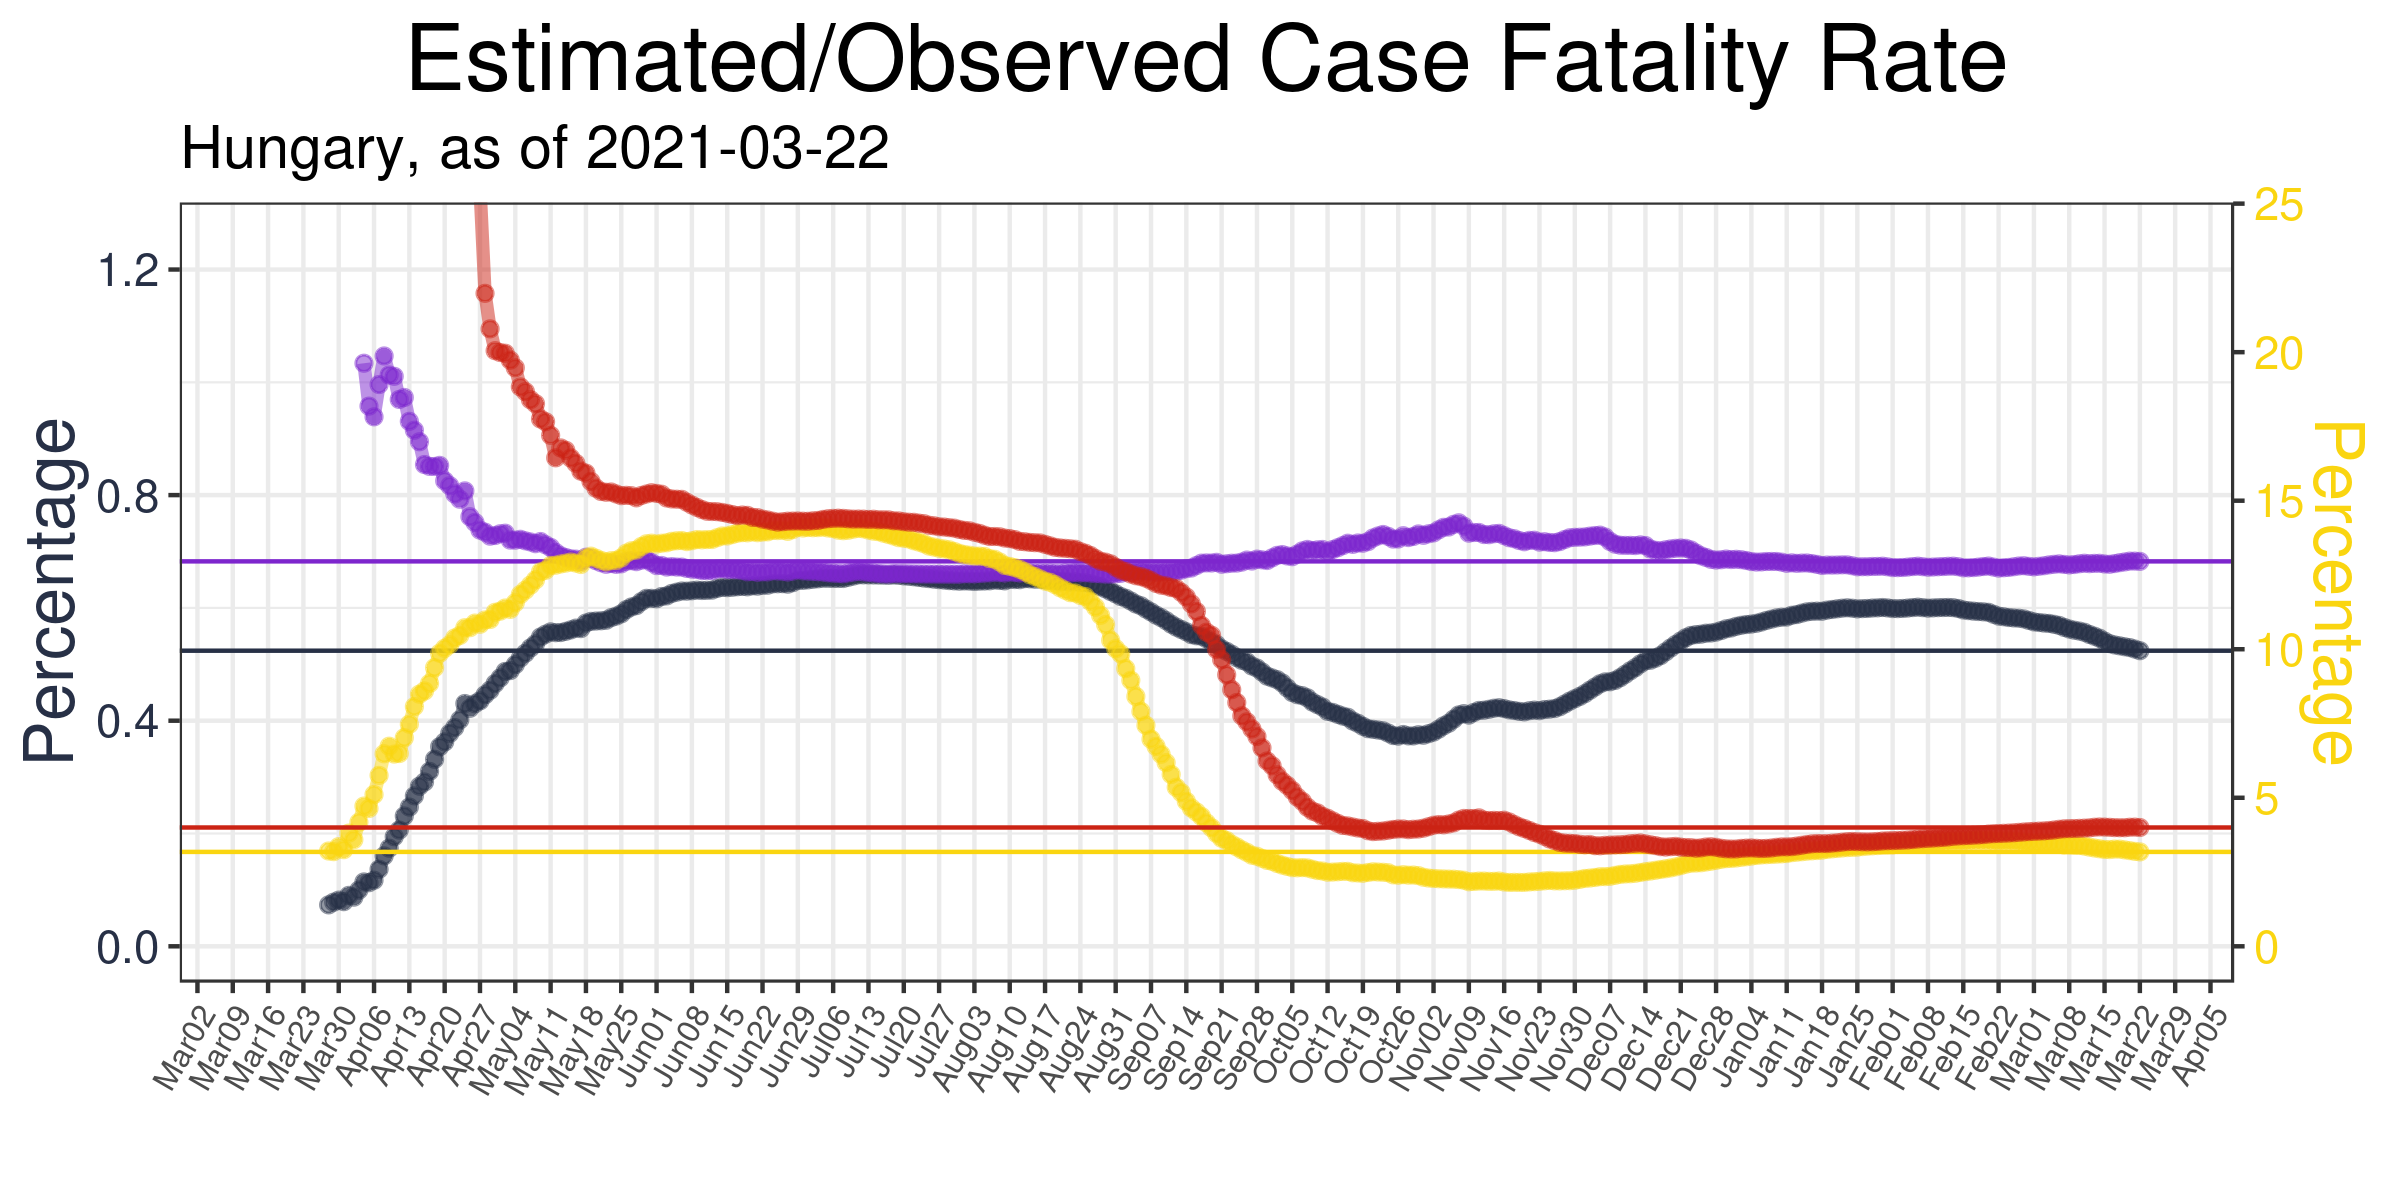 Estimated/Observed Case Fatality Rate
Hungary, as of 2021-03-22
Percentage
1.2
0.8
0.4
0.0
25
20
15
10
5
0
Percentage
Mar02
Mar09
Mar16
Mar23
Mar30
Apr06
Apr13
Apr20
Apr27
May04
May11
May18
May25
Jun01
Jun08
Jun15
Jun22
Jun29
Jul06
Jul13
Jul20
Jul27
Aug03
Aug10
Aug17
Aug24
Aug31
Sep07
Sep14
Sep21
Sep28
Oct05
Oct12
Oct19
Oct26
Nov02
Nov09
Nov16
Nov23
Nov30
Dec07
Dec14
Dec21
Dec28
Jan04
Jan11
Jan18
Jan25
Feb01
Feb08
Feb15
Feb22
Mar01
Mar08
Mar15
Mar22
Mar29
Apr05